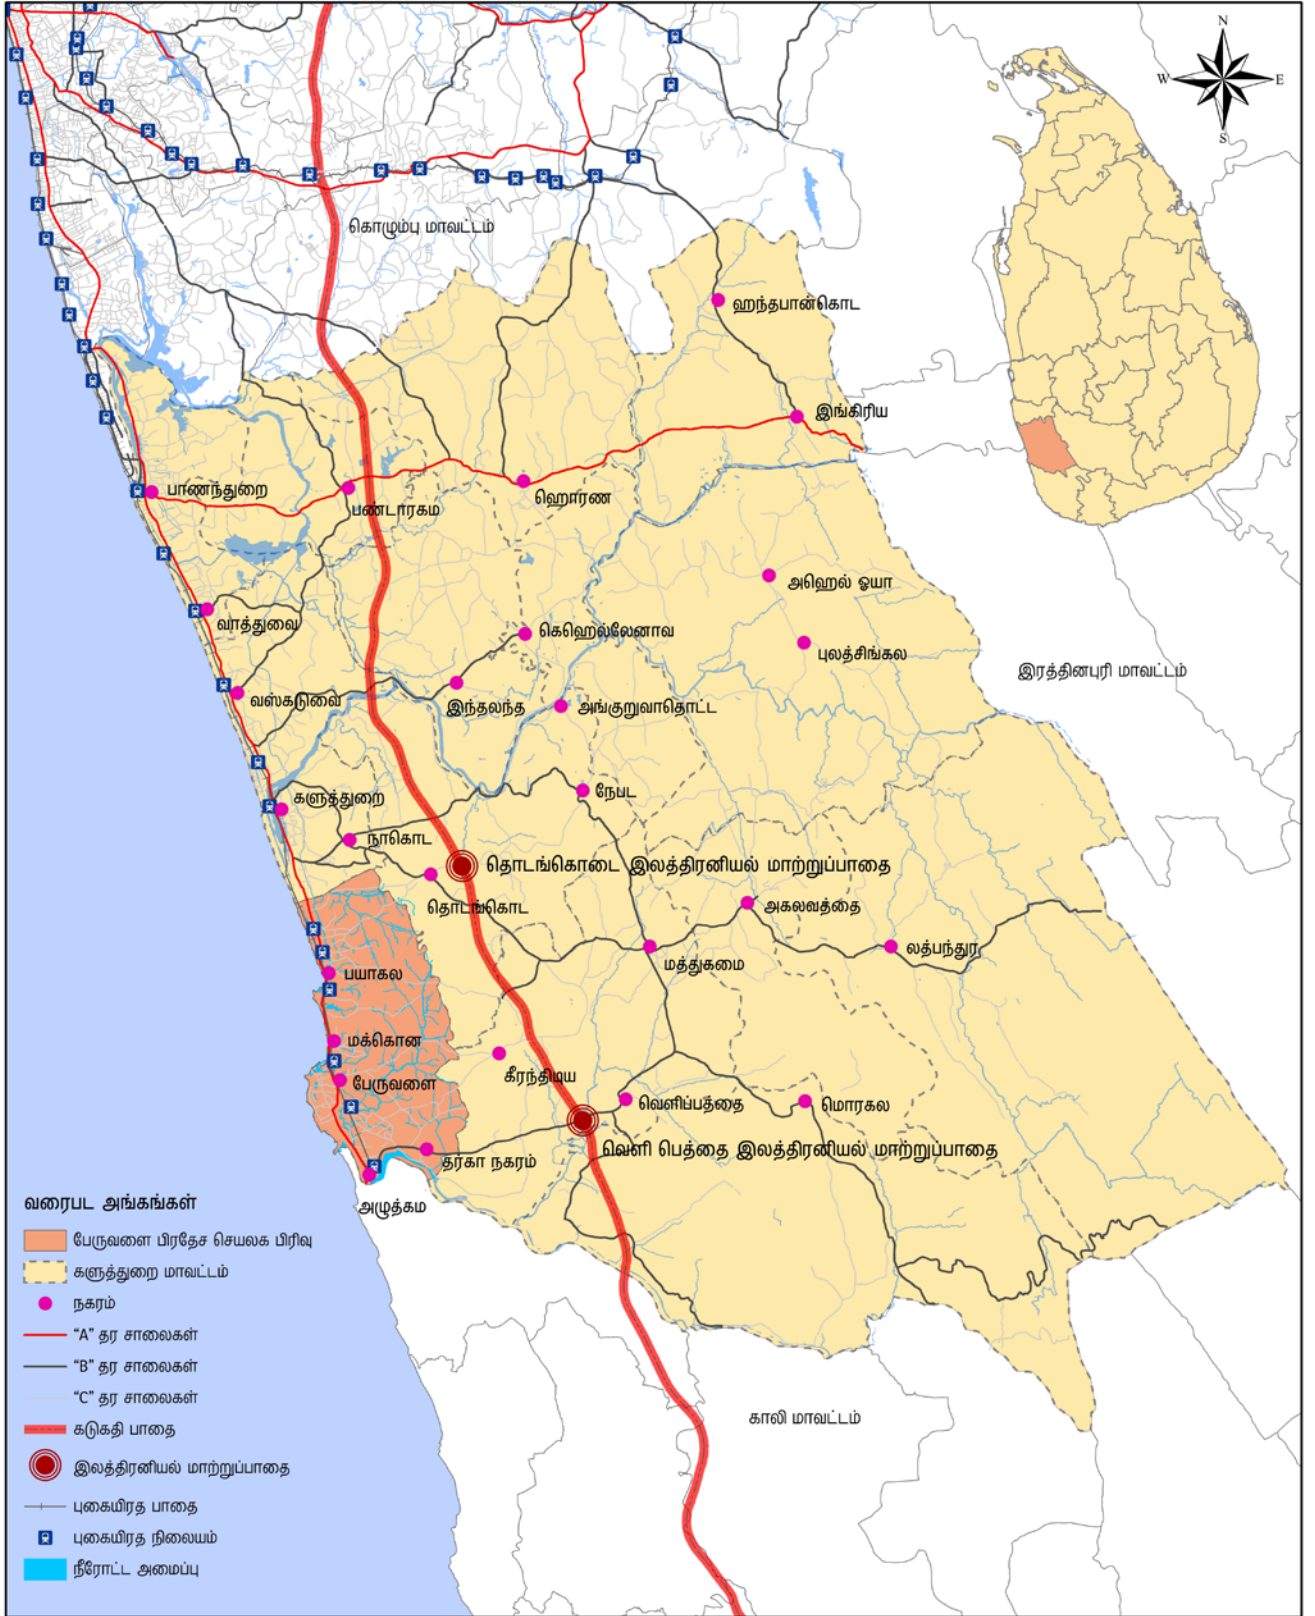 N
W
E
S
கொழும்பு மாவட்டம்
ஹந்தபான்கொட
இங்கிரிய
பாணந்துறை
பண்டாரகம
ஹொரண
அஹெல் ஓயா
வாத்துவை
கெஹெல்லேனாவ
புலத்சிங்கல
இரத்தினபுரி மாவட்டம்
வஸ்கடுவை
இந்தலந்த
அங்குறுவாதொட்ட
நேபட
களுத்துறை
நாகொட
தொடங்கொடை இலத்திரனியல் மாற்றுப்பாதை
தொடங்கொட
அகலவத்தை
மத்துகமை
லத்பந்துர
பயாகல
மக்கொன
கீரந்திடிய
பேருவளை
வெளிப்பத்தை
மொரகல
வெளி பெத்தை இலத்திரனியல் மாற்றுப்பாதை
தர்கா நகரம்
அழுத்கம
வரைபட அங்கங்கள்
பேருவளை பிரதேச செயலக பிரிவு
களுத்துறை மாவட்டம்
நகரம்
“A” தர சாலைகள்
“B” தர சாலைகள்
“C” தர சாலைகள்
கடுகதி பாதை
காலி மாவட்டம்
இலத்திரனியல் மாற்றுப்பாதை
புகையிரத பாதை
புகையிரத நிலையம்
நீரோட்ட அமைப்பு